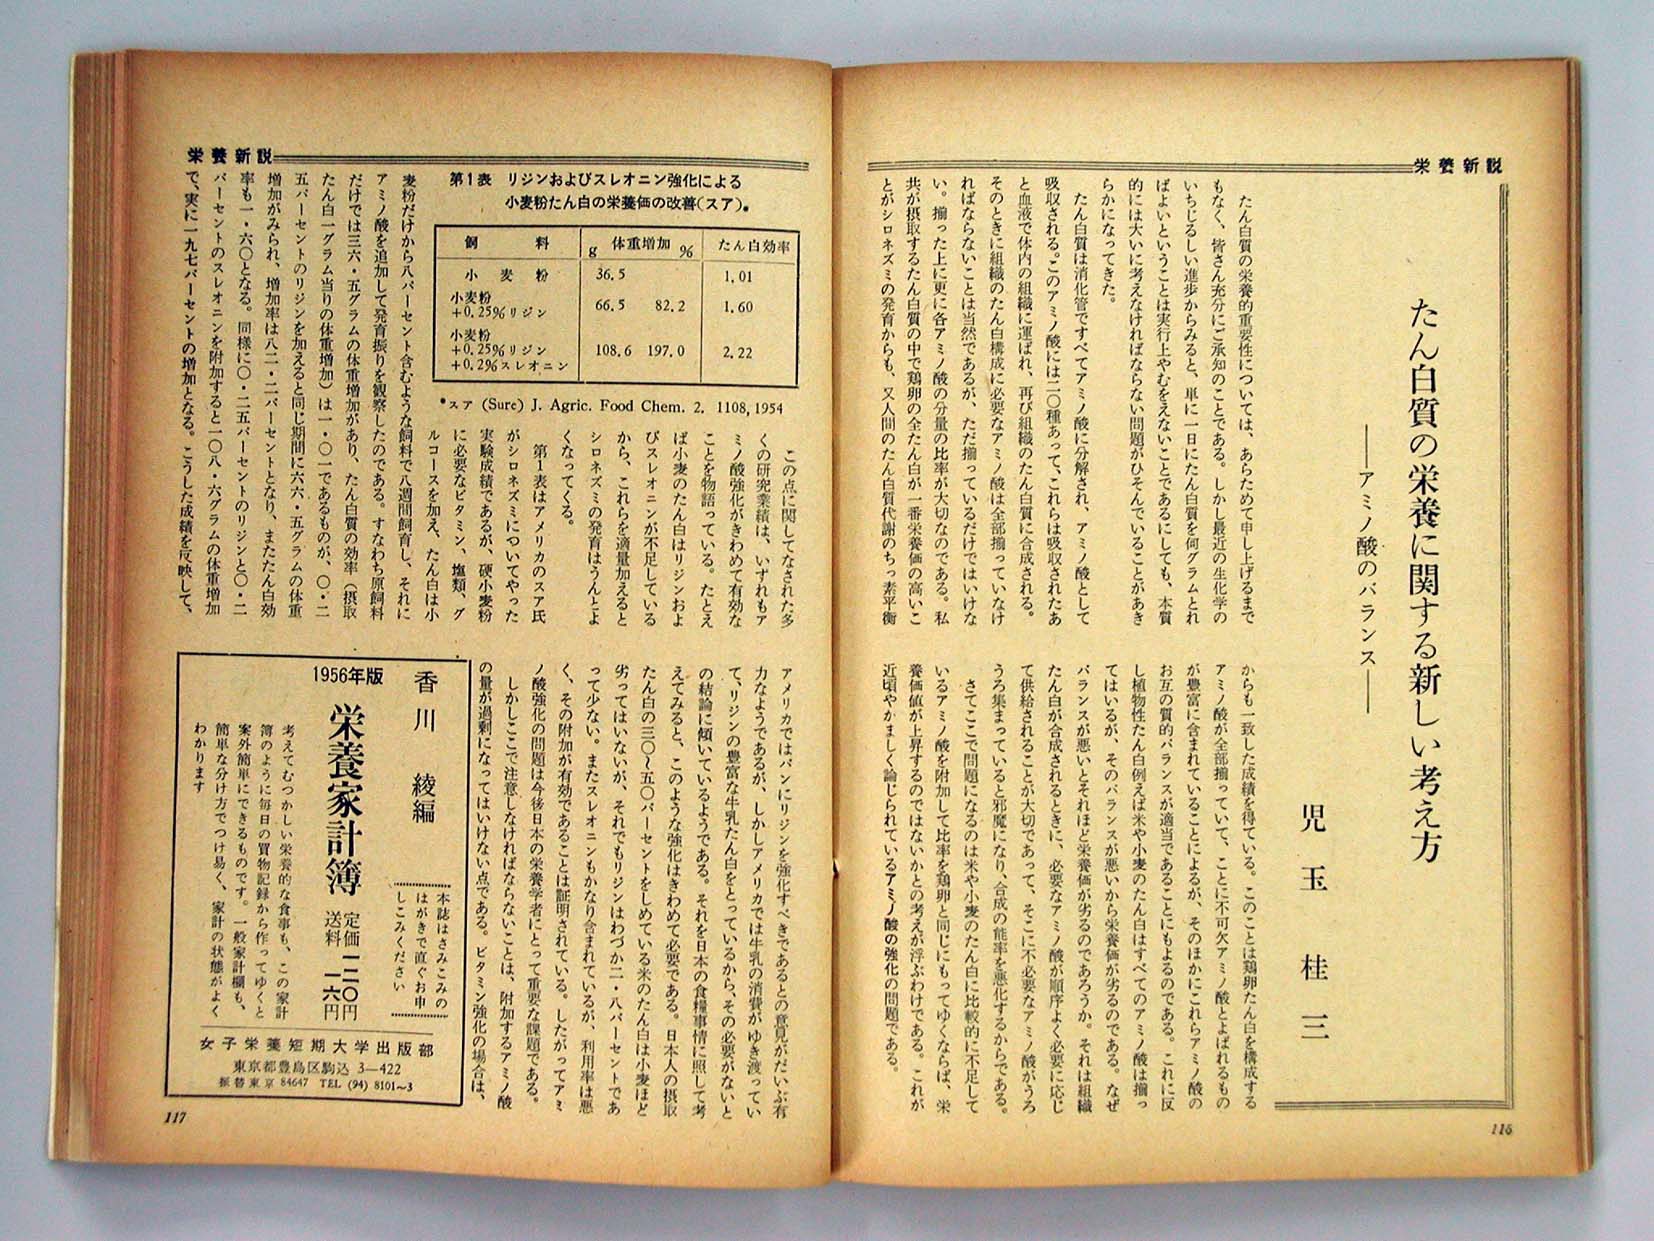 栄養新説
たん白質の栄養に関する新しい考え方
――アミノ酸のバランス――
児玉桂三
たん白質の栄養的重要性については、あらためて申し上げるまで
もなく、皆さん充分にご承知のことである。しかし最近の生化学の
いちじるしい進歩からみると、単に一日にたん白質を何グラムとれ
ばよいということは実行上やむをえないことであるにしても、本質
的には大いに考えなければならない問題がひそんでいることがあき
らかになってきた。
たん白質は消化管ですべてアミノ酸に分解され、アミノ酸として
吸収される。このアミノ酸には二〇種あって、これらは吸収されたあ
と血液で体内の組織に運ばれ、再び組織のたん白質に合成される。
そのときに組織のたん白構成に必要なアミノ酸は全部揃っていなけ
ればならないことは当然であるが、ただ揃っているだけではいけな
い。揃った上に更に各アミノ酸の分量の比率が大切なのである。私
共が摂取するたん白質の中で鶏卵の全たん白が一番栄養価の高いこ
とがシロネズミの発育からも、又人間のたん白質代謝のちっ素平衡
からも一致した成績を得ている。このことは鶏卵たん白を構成する
アミノ酸が全部揃っていて、ことに不可欠アミノ酸とよばれるもの
が豊富に含まれていることによるが、そのほかにこれらアミノ酸の
お互の質的バランスが適当であることにもよるのである。これに反
し植物性たん白例えば米や小麦のたん白はすべてのアミノ酸は揃っ
てはいるが、そのバランスが悪いから栄養価が劣るのである。なぜ
バランスが悪いとそれほど栄養価が劣るのであろうか。それは組織
たん白が合成されるときに、必要なアミノ酸が順序よく必要に応じ
て供給されることが大切であって、そこに不必要なアミノ酸がうろ
うろ集まっていると邪魔になり、合成の能率を悪化するからである。
さてここで問題になるのは米や小麦のたん白に比較的に不足して
いるアミノ酸を附加して比率を鶏卵と同じにもってゆくならば、栄
養価値が上昇するのではないかとの考えが浮ぶわけである。これが
近頃やかましく論じられているアミノ酸の強化の問題である。
116
栄養新説
第1表 リジンおよびスレオニン強化による
小麦粉たん白の栄養価の改善(スア)*
飼料 g 体重増加 % たん白効率
小麦粉 36.5 1.01
小麦粉
+0.25%リジン 66.5 82.2 1.60
小麦粉
+0.25%リジン
+0.2%スレオニン 108.6 197.0 2.22
*スア (Sure) J. Agric. Food Chem. 2. 1108, 1954
この点に関してなされた多
くの研究業績は、いずれもア
ミノ酸強化がきわめて有効な
ことを物語っている。たとえ
ば小麦のたん白はリジンおよ
びスレオニンが不足している
から、これらを適量加えると
シロネズミの発育はうんとよ
くなってくる。
第1表はアメリカのスア氏
がシロネズミについてやった
実験成績であるが、硬小麦粉
に必要なビタミン、塩類、グ
ルコースを加え、たん白は小
麦粉だけから八パーセント含むような飼料で八週間飼育し、それに
アミノ酸を追加して発育振りを観察したのである。すなわち原飼料
だけでは三六・五グラムの体重増加があり、たん白質の効率(摂取
たん白一グラム当りの体重増加)は一・〇一であるものが、〇・二
五パーセントのリジンを加えると同じ期間に六六・五グラムの体重
増加がみられ、増加率は八二・二パーセントとなり、またたん白効
率も一・六〇となる。同様に〇・二五パーセントのリジンと〇・二
パーセントのスレオニンを附加すると一〇八・六グラムの体重増加
で、実に一九七パーセントの増加となる。こうした成績を反映して、
アメリカではパンにリジンを強化すべきであるとの意見がだいぶ有
力なようであるが、しかしアメリカでは牛乳の消費がゆき渡ってい
て、リジンの豊富な牛乳たん白をとっているから、その必要がないと
の結論に傾いているようである。それを日本の食糧事情に照して考
えてみると、このような強化はきわめて必要である。日本人の摂取
たん白の三〇〜五〇パーセントをしめている米のたん白は小麦ほど
劣ってはいないが、それでもリジンはわづか二・八パーセントであ
って少ない。またスレオニンもかなり含まれているが、利用率は悪
く、その附加が有効であることは証明されている。したがってアミ
ノ酸強化の問題は今後日本の栄養学者にとって重要な課題である。
しかしここで注意しなければならないことは、附加するアミノ酸
の量が過剰になってはいけない点である。ビタミン強化の場合は、
香川 綾編
本誌はさみこみの
はがきで直ぐお申
しこみください
1956年版
栄養家計簿
定価 一二〇円
送料 一六円
考えてむつかしい栄養的な食事も、この家計
簿のように毎日の買物記録から作ってゆくと
案外簡単にできるものです。一般家計欄も、
簡単な分け方でつけ易く、家計の状態がよく
わかります
女子栄養短期大学出版部
東京都豊島区駒込 3―422
振替東京 84647 TEL (94) 8101〜3
117